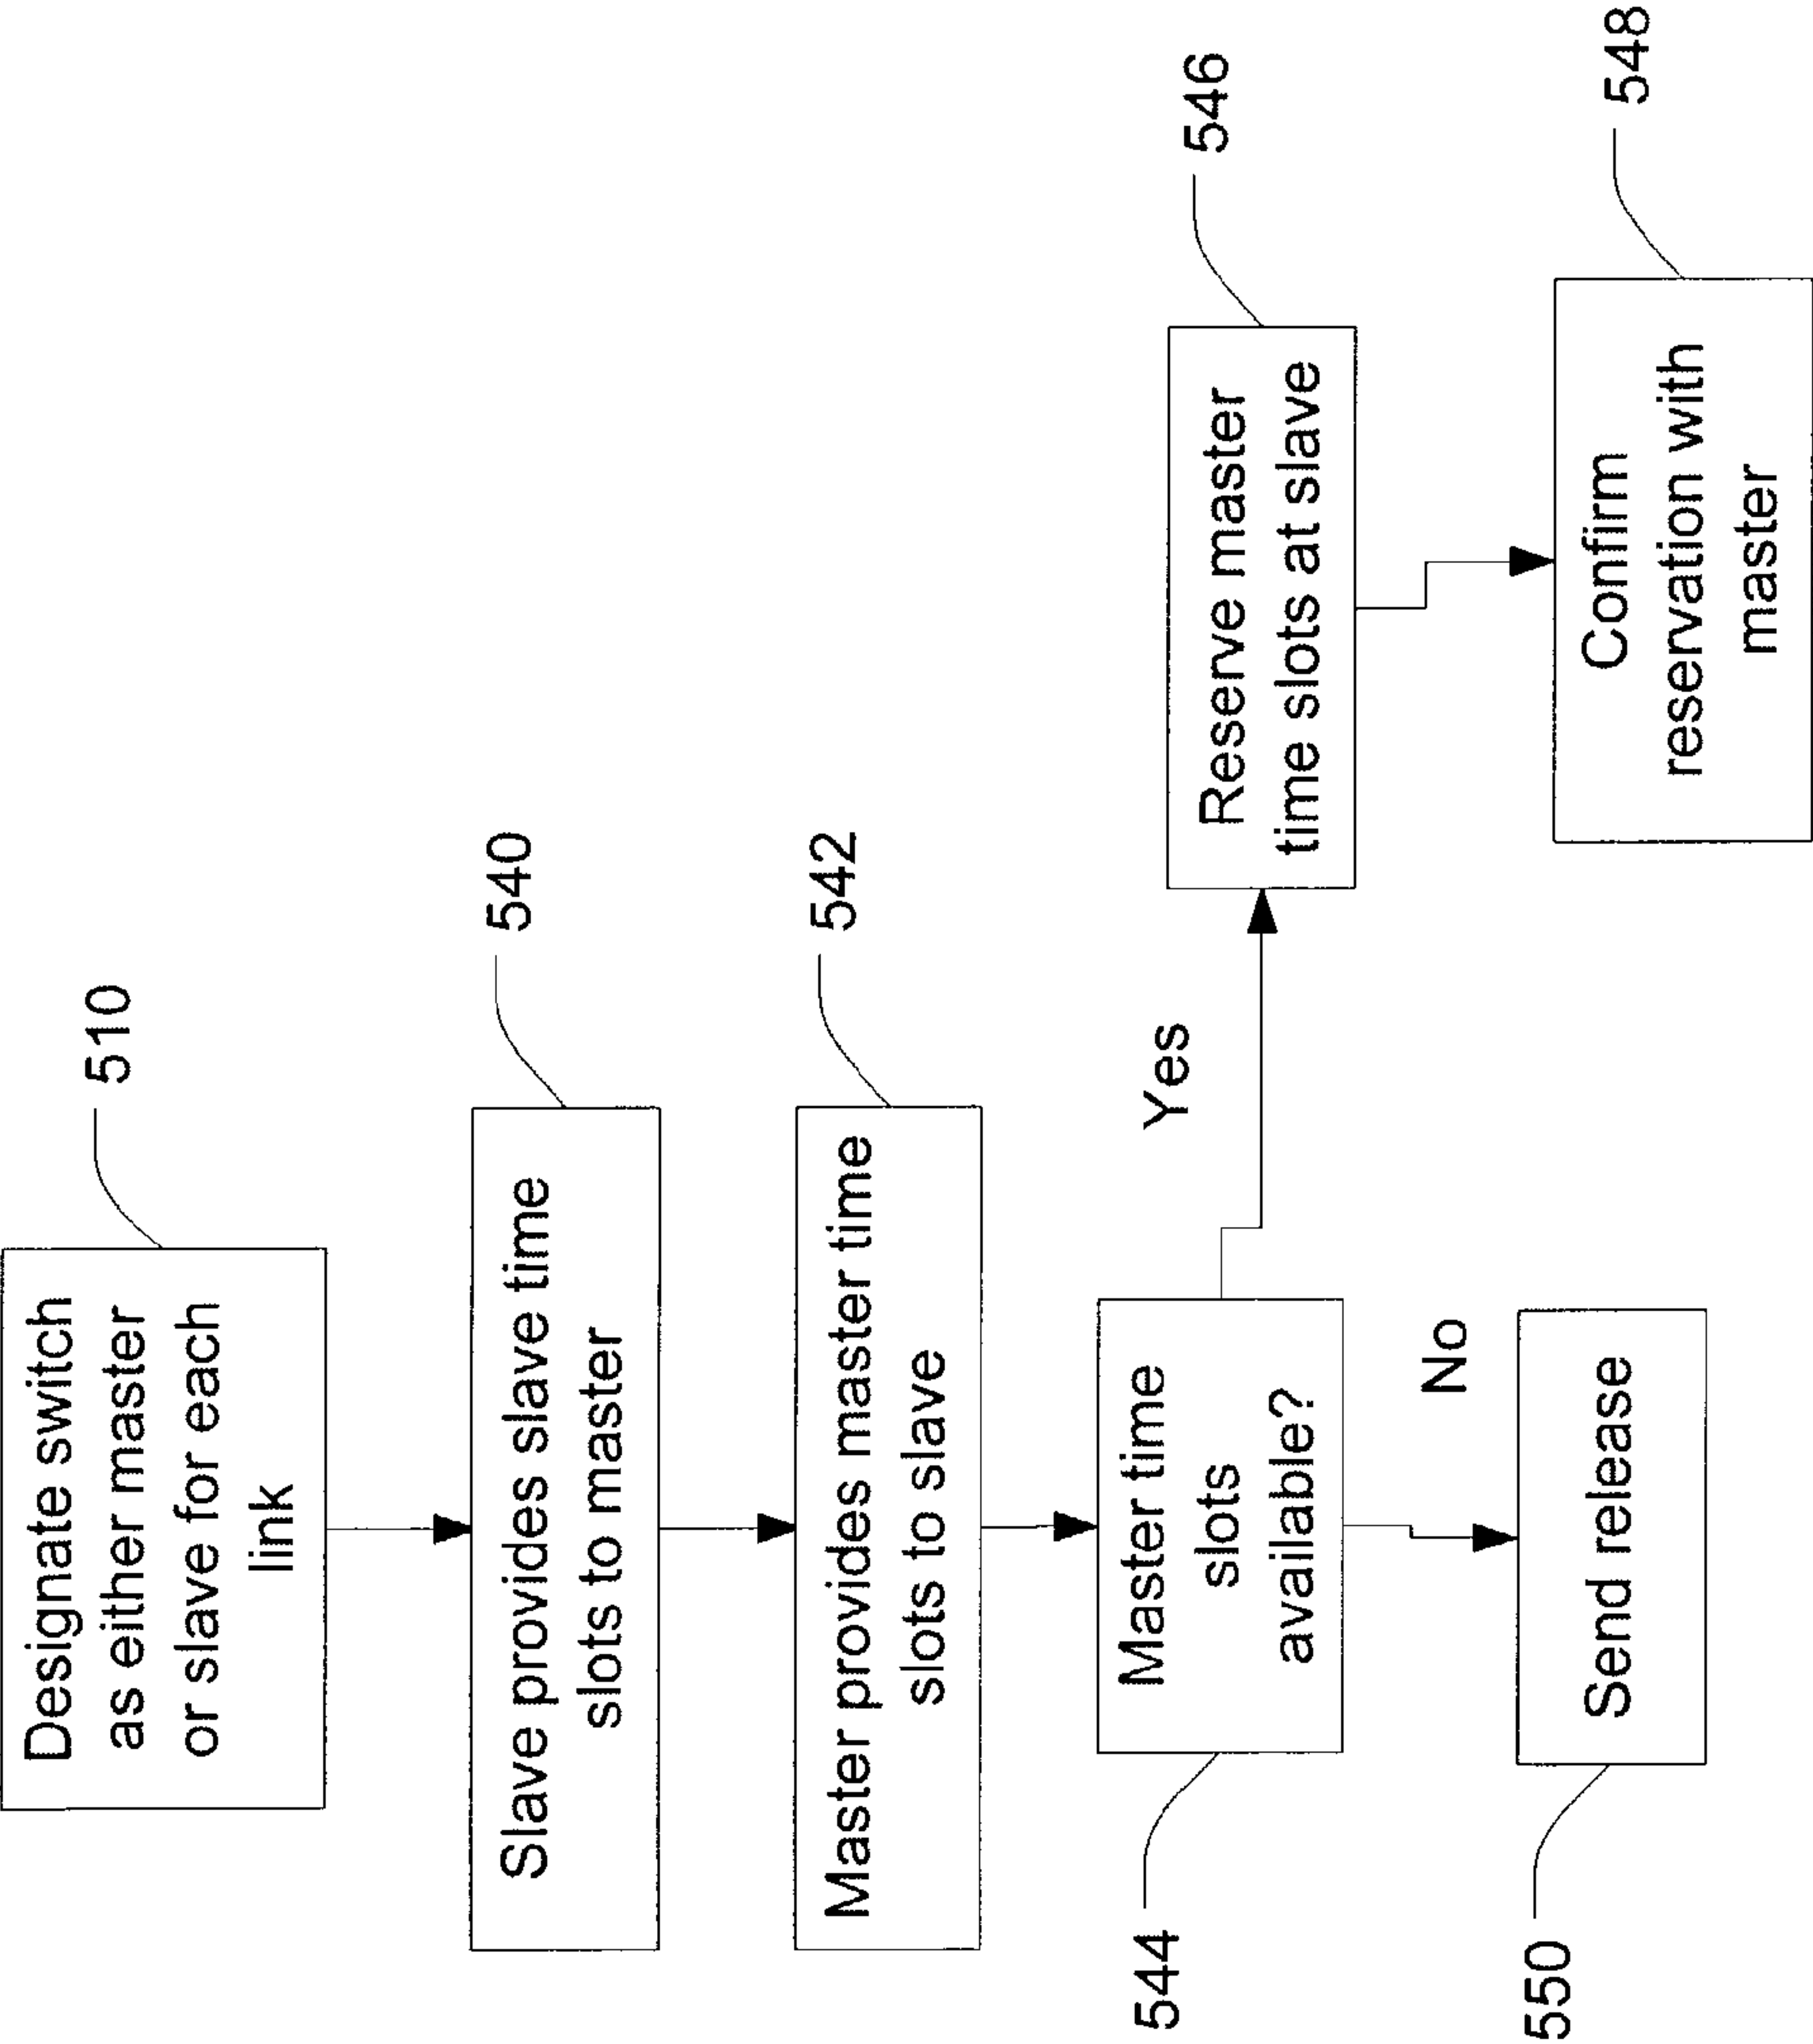 Designate switch
as either master
or slave for each
link
510
Slave provides slave time
slots to master
540
Master provides master time
slots to slave
542
Master time
slots
available?
544
Yes
Reserve master
time slots at slave
546
Confirm
reservation with
master
548
No
Send release
550